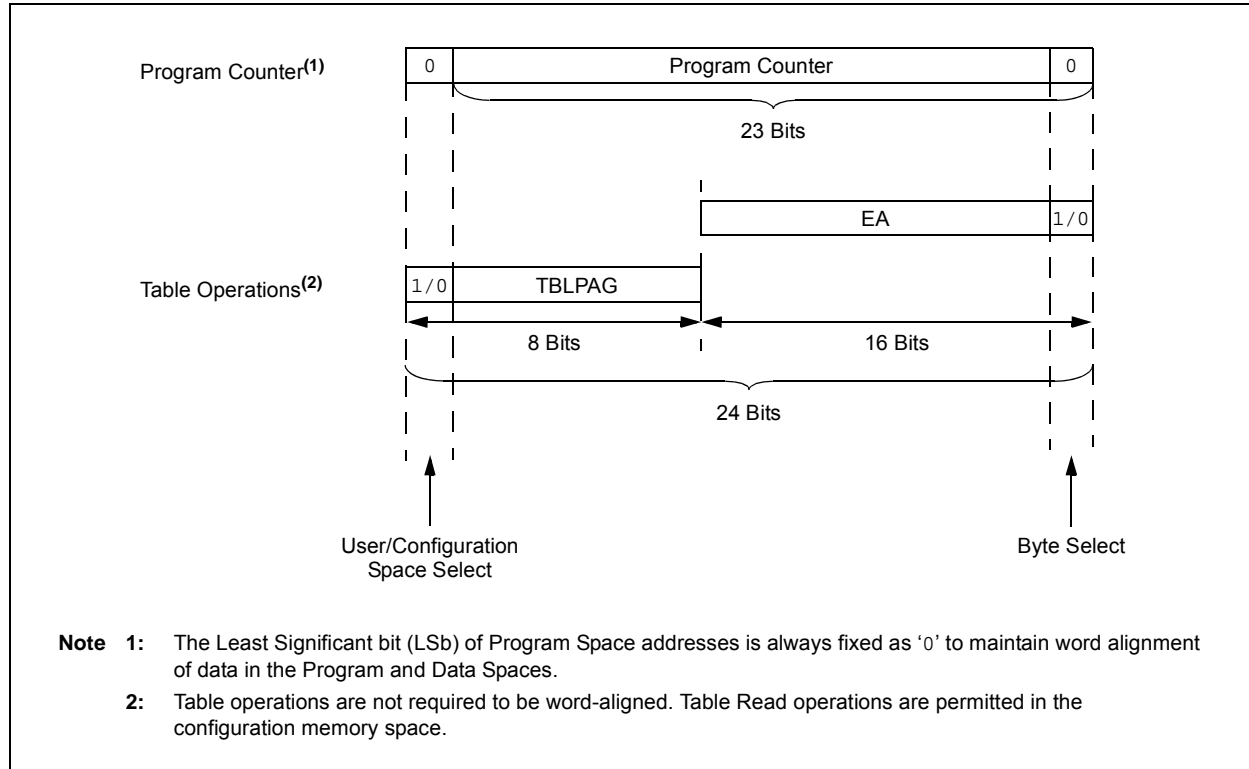 Program Counter(1)
0
Program Counter
0
23 Bits
EA
1/0
Table Operations(2)
1/0
TBLPAG
8 Bits
16 Bits
24 Bits
User/Configuration
Space Select
Byte Select
Note 1: The Least Significant bit (LSb) of Program Space addresses is always fixed as ‘0’ to maintain word alignment
of data in the Program and Data Spaces.
2: Table operations are not required to be word-aligned. Table Read operations are permitted in the
configuration memory space.